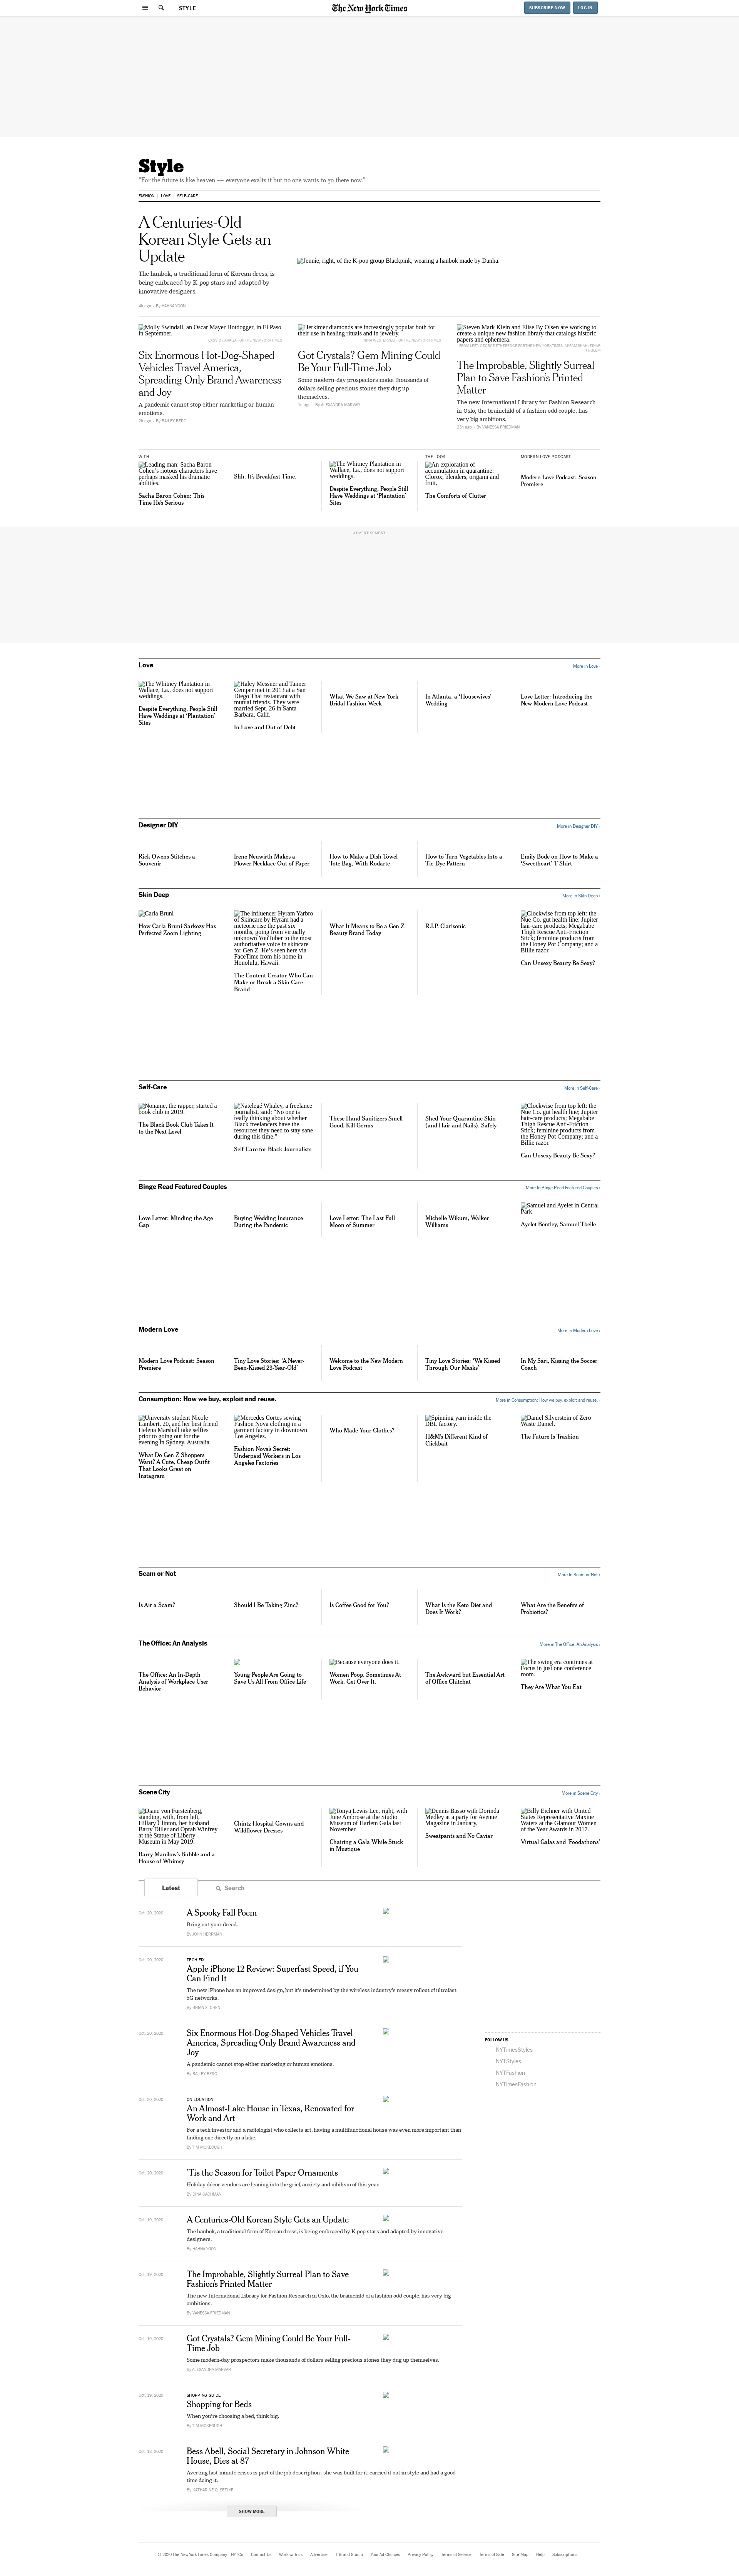 STYLE
The New York Times
SUBSCRIBE NOW
LOG IN
Style
"For the future is like heaven — everyone exalts it but no one wants to go there now."
FASHION
LOVE
SELF-CARE
A Centuries-Old
Korean Style Gets an
Update
The hanbok, a traditional form of Korean dress, is
being embraced by K-pop stars and adapted by
innovative designers.
4h ago · By HAHNA YOON
Jennie, right, of the K-pop group Blackpink, wearing a hanbok made by Danha.
Molly Swindall, an Oscar Mayer Hotdogger, in El Paso
in September.
Six Enormous Hot-Dog-Shaped
Vehicles Travel America,
Spreading Only Brand Awareness
and Joy
A pandemic cannot stop either marketing or human
emotions.
2h ago · By BAILEY BERG
Herkimer diamonds are increasingly popular both for
their use in healing rituals and in jewelry.
Got Crystals? Gem Mining Could
Be Your Full-Time Job
Some modern-day prospectors make thousands of
dollars selling precious stones they dug up
themselves.
1d ago · By ALEXANDRA MARVAR
Steven Mark Klein and Elise By Olsen are working to
create a unique new fashion library that catalogs historic
papers and ephemera.
The Improbable, Slightly Surreal
Plan to Save Fashion's Printed
Matter
The new International Library for Fashion Research
in Oslo, the brainchild of a fashion odd couple, has
very big ambitions.
23h ago · By VANESSA FRIEDMAN
WITH ...
Leading man: Sacha Baron
Cohen's riotous characters have
perhaps masked his dramatic
abilities.
Sacha Baron Cohen: This
Time He's Serious
Shh. It's Breakfast Time.
The Whitney Plantation in
Wallace, La., does not support
weddings.
Despite Everything, People Still
Have Weddings at 'Plantation'
Sites
THE LOOK
An exploration of
accumulation in quarantine:
Clorox, blenders, origami and
fruit.
The Comforts of Clutter
MODERN LOVE PODCAST
Modern Love Podcast: Season
Premiere
ADVERTISEMENT
Love
More in Love ›
The Whitney Plantation in
Wallace, La., does not support
weddings.
Despite Everything, People Still
Have Weddings at 'Plantation'
Sites
Haley Messner and Tanner
Cemper met in 2013 at a San
Diego Thai restaurant with
mutual friends. They were
married Sept. 26 in Santa
Barbara, Calif.
In Love and Out of Debt
What We Saw at New York
Bridal Fashion Week
In Atlanta, a 'Housewives'
Wedding
Love Letter: Introducing the
New Modern Love Podcast
Designer DIY
More in Designer DIY ›
Rick Owens Stitches a
Souvenir
Irene Neuwirth Makes a
Flower Necklace Out of Paper
How to Make a Dish Towel
Tote Bag, With Rodarte
How to Turn Vegetables Into a
Tie-Dye Pattern
Emily Bode on How to Make a
'Sweetheart' T-Shirt
Skin Deep
More in Skin Deep ›
Carla Bruni
How Carla Bruni-Sarkozy Has
Perfected Zoom Lighting
The influencer Hyram Yarbro
of Skincare by Hyram had a
meteoric rise the past six
months, going from virtually
unknown YouTuber to the most
authoritative voice in skincare
for Gen Z. He's seen here via
FaceTime from his home in
Honolulu, Hawaii.
The Content Creator Who Can
Make or Break a Skin Care
Brand
What It Means to Be a Gen Z
Beauty Brand Today
R.I.P. Clarisonic
Clockwise from top left: the
Nue Co. gut health line; Jupiter
hair-care products; Megababe
Thigh Rescue Anti-Friction
Stick; feminine products from
the Honey Pot Company; and a
Billie razor.
Can Unsexy Beauty Be Sexy?
Self-Care
More in Self-Care ›
Noname, the rapper, started a
book club in 2019.
The Black Book Club Takes It
to the Next Level
Natelegé Whaley, a freelance
journalist, said: "No one is
really thinking about whether
Black freelancers have the
resources they need to stay sane
during this time."
Self-Care for Black Journalists
These Hand Sanitizers Smell
Good, Kill Germs
Shed Your Quarantine Skin
(and Hair and Nails), Safely
Clockwise from top left: the
Nue Co. gut health line; Jupiter
hair-care products; Megababe
Thigh Rescue Anti-Friction
Stick; feminine products from
the Honey Pot Company; and a
Billie razor.
Can Unsexy Beauty Be Sexy?
Binge Read Featured Couples
More in Binge Read Featured Couples ›
Love Letter: Minding the Age
Gap
Buying Wedding Insurance
During the Pandemic
Love Letter: The Last Full
Moon of Summer
Michelle Wikum, Walker
Williams
Samuel and Ayelet in Central
Park
Ayelet Bentley, Samuel Theile
Modern Love
More in Modern Love ›
Modern Love Podcast: Season
Premiere
Tiny Love Stories: 'A Never-
Been-Kissed 23-Year-Old'
Welcome to the New Modern
Love Podcast
Tiny Love Stories: 'We Kissed
Through Our Masks'
In My Sari, Kissing the Soccer
Coach
Consumption: How we buy, exploit and reuse.
More in Consumption: How we buy, exploit and reuse. ›
University student Nicole
Lambert, 20, and her best friend
Helena Marshall take selfies
prior to going out for the
evening in Sydney, Australia.
What Do Gen Z Shoppers
Want? A Cute, Cheap Outfit
That Looks Great on
Instagram
Mercedes Cortes sewing
Fashion Nova clothing in a
garment factory in downtown
Los Angeles.
Fashion Nova's Secret:
Underpaid Workers in Los
Angeles Factories
Who Made Your Clothes?
Spinning yarn inside the
DBL factory.
H&M's Different Kind of
Clickbait
Daniel Silverstein of Zero
Waste Daniel.
The Future Is Trashion
Scam or Not
More in Scam or Not ›
Is Air a Scam?
Should I Be Taking Zinc?
Is Coffee Good for You?
What Is the Keto Diet and
Does It Work?
What Are the Benefits of
Probiotics?
The Office: An Analysis
More in The Office: An Analysis ›
The Office: An In-Depth
Analysis of Workplace User
Behavior
Young People Are Going to
Save Us All From Office Life
Because everyone does it.
Women Poop. Sometimes At
Work. Get Over It.
The Awkward but Essential Art
of Office Chitchat
The swing era continues at
Focus in just one conference
room.
They Are What You Eat
Scene City
More in Scene City ›
Diane von Furstenberg,
standing, with, from left,
Hillary Clinton, her husband
Barry Diller and Oprah Winfrey
at the Statue of Liberty
Museum in May 2019.
Barry Manilow's Bubble and a
House of Whimsy
Chintz Hospital Gowns and
Wildflower Dresses
Tonya Lewis Lee, right, with
June Ambrose at the Studio
Museum of Harlem Gala last
November.
Chairing a Gala While Stuck
in Mustique
Dennis Basso with Dorinda
Medley at a party for Avenue
Magazine in January.
Sweatpants and No Caviar
Billy Eichner with United
States Representative Maxine
Waters at the Glamour Women
of the Year Awards in 2017.
Virtual Galas and 'Foodathons'
Latest
Search
Oct. 20, 2020
A Spooky Fall Poem
Bring out your dread.
By JOHN HERRMAN
Oct. 20, 2020
TECH FIX
Apple iPhone 12 Review: Superfast Speed, if You
Can Find It
The new iPhone has an improved design, but it's undermined by the wireless industry's messy rollout of ultrafast
5G networks.
By BRIAN X. CHEN
Oct. 20, 2020
Six Enormous Hot-Dog-Shaped Vehicles Travel
America, Spreading Only Brand Awareness and
Joy
A pandemic cannot stop either marketing or human emotions.
By BAILEY BERG
Oct. 20, 2020
ON LOCATION
An Almost-Lake House in Texas, Renovated for
Work and Art
For a tech investor and a radiologist who collects art, having a multifunctional house was even more important than
finding one directly on a lake.
By TIM MCKEOUGH
Oct. 20, 2020
'Tis the Season for Toilet Paper Ornaments
Holiday décor vendors are leaning into the grief, anxiety and nihilism of this year.
By DINA GACHMAN
Oct. 19, 2020
A Centuries-Old Korean Style Gets an Update
The hanbok, a traditional form of Korean dress, is being embraced by K-pop stars and adapted by innovative
designers.
By HAHNA YOON
Oct. 19, 2020
The Improbable, Slightly Surreal Plan to Save
Fashion's Printed Matter
The new International Library for Fashion Research in Oslo, the brainchild of a fashion odd couple, has very big
ambitions.
By VANESSA FRIEDMAN
Oct. 19, 2020
Got Crystals? Gem Mining Could Be Your Full-
Time Job
Some modern-day prospectors make thousands of dollars selling precious stones they dug up themselves.
By ALEXANDRA MARVAR
Oct. 19, 2020
SHOPPING GUIDE
Shopping for Beds
When you're choosing a bed, think big.
By TIM MCKEOUGH
Oct. 18, 2020
Bess Abell, Social Secretary in Johnson White
House, Dies at 87
Averting last-minute crises is part of the job description; she was built for it, carried it out in style and had a good
time doing it.
By KATHARINE Q. SEELYE
SHOW MORE
FOLLOW US
NYTimesStyles
NYTStyles
NYTFashion
NYTimesFashion
© 2020 The New York Times Company
NYTCo
Contact Us
Work with us
Advertise
T Brand Studio
Your Ad Choices
Privacy Policy
Terms of Service
Terms of Sale
Site Map
Help
Subscriptions